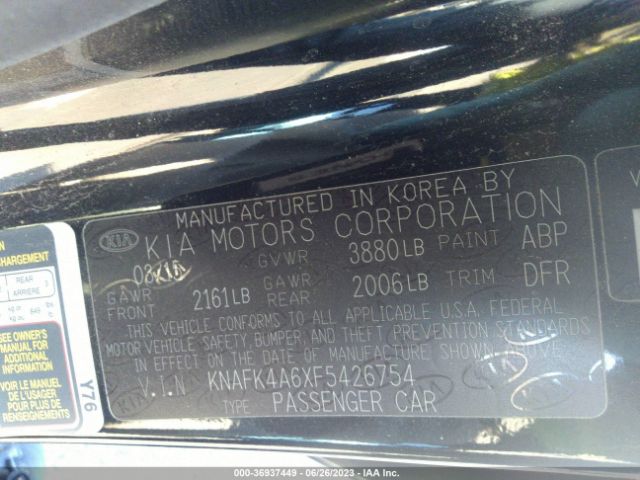 MANUFACTURED IN KOREA BY
KIA KIA MOTORS CORPORATION
GVWR 3880LB PAINT ABP
GAWR FRONT 2161LB GAWR REAR 2006LB TRIM DFR
THIS VEHICLE CONFORMS TO ALL APPLICABLE U.S.A. FEDERAL
MOTOR VEHICLE SAFETY, BUMPER, AND THEFT PREVENTION STANDARDS
IN EFFECT ON THE DATE OF MANUFACTURE SHOWN ABOVE.
V.I.N KNAFK4A6XF5426754
TYPE PASSENGER CAR
CHARGEMENT
REAR
ARRIERE
SEE OWNER'S
MANUAL FOR
ADDITIONAL
INFORMATION
VOIR LE MANUEL
DE L'USAGER
POUR PLUS DE
RENSEIGNEMENTS
Y76
000-36937449 - 06/26/2023 - IAA Inc.